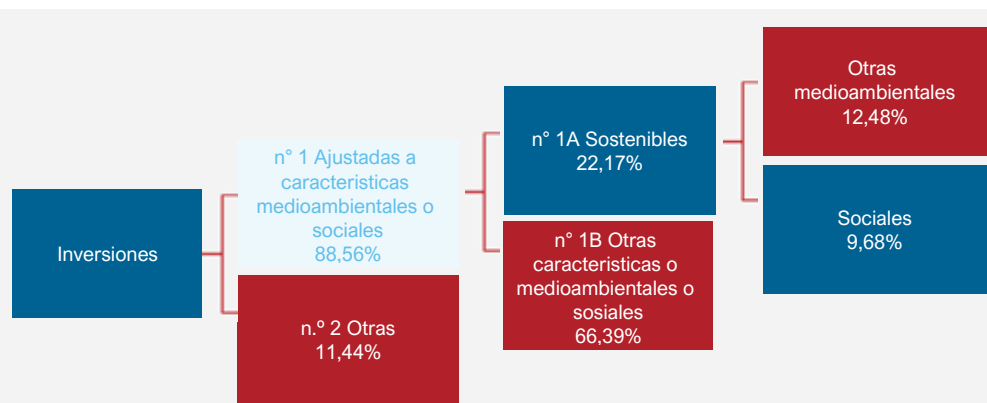 Inversiones
n° 1 Ajustadas a
caracteristicas
medioambientales o
sociales
88,56%
n.º 2 Otras
11,44%
n° 1A Sostenibles
22,17%
n° 1B Otras
caracteristicas o
medioambientales o
sosiales
66,39%
Otras
medioambientales
12,48%
Sociales
9,68%